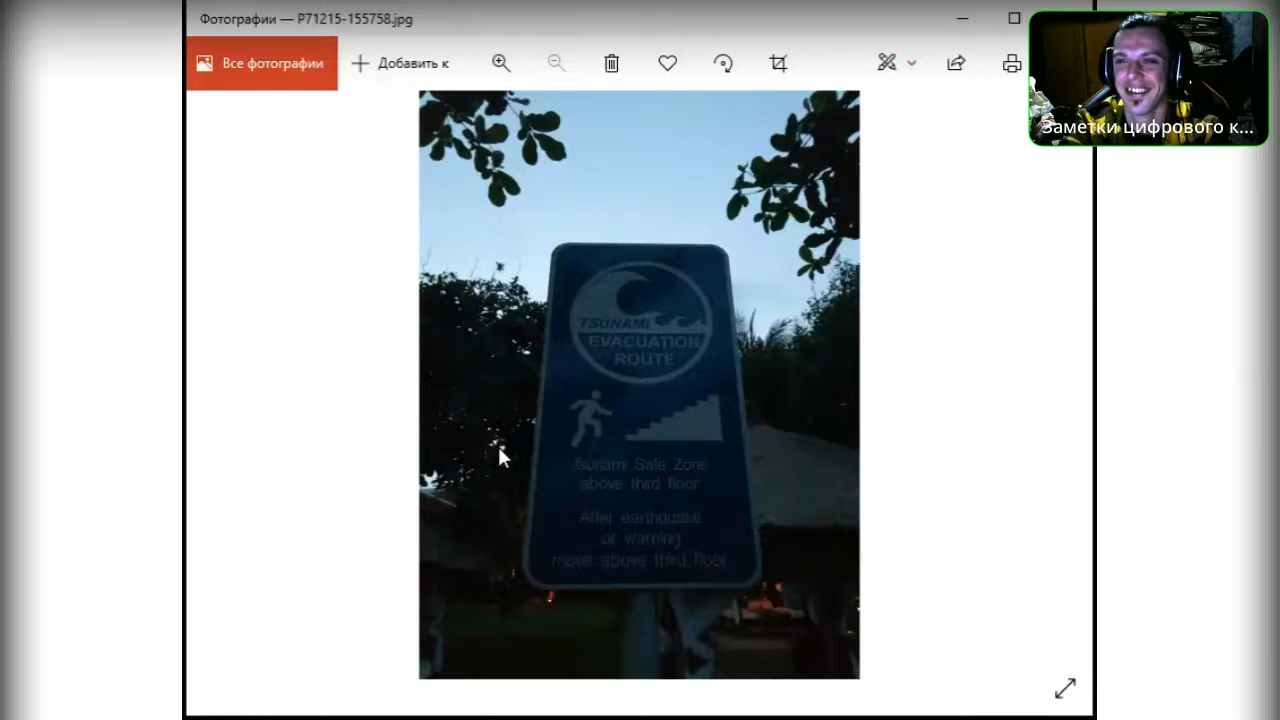 Фотографии — P71215-155758.jpg
Все фотографии
Добавить к
Заметки цифрового к...
TSUNAMI
EVACUATION
ROUTE
Tsunami Safe Zone
above third floor
After earthquake
or warning
move above third floor